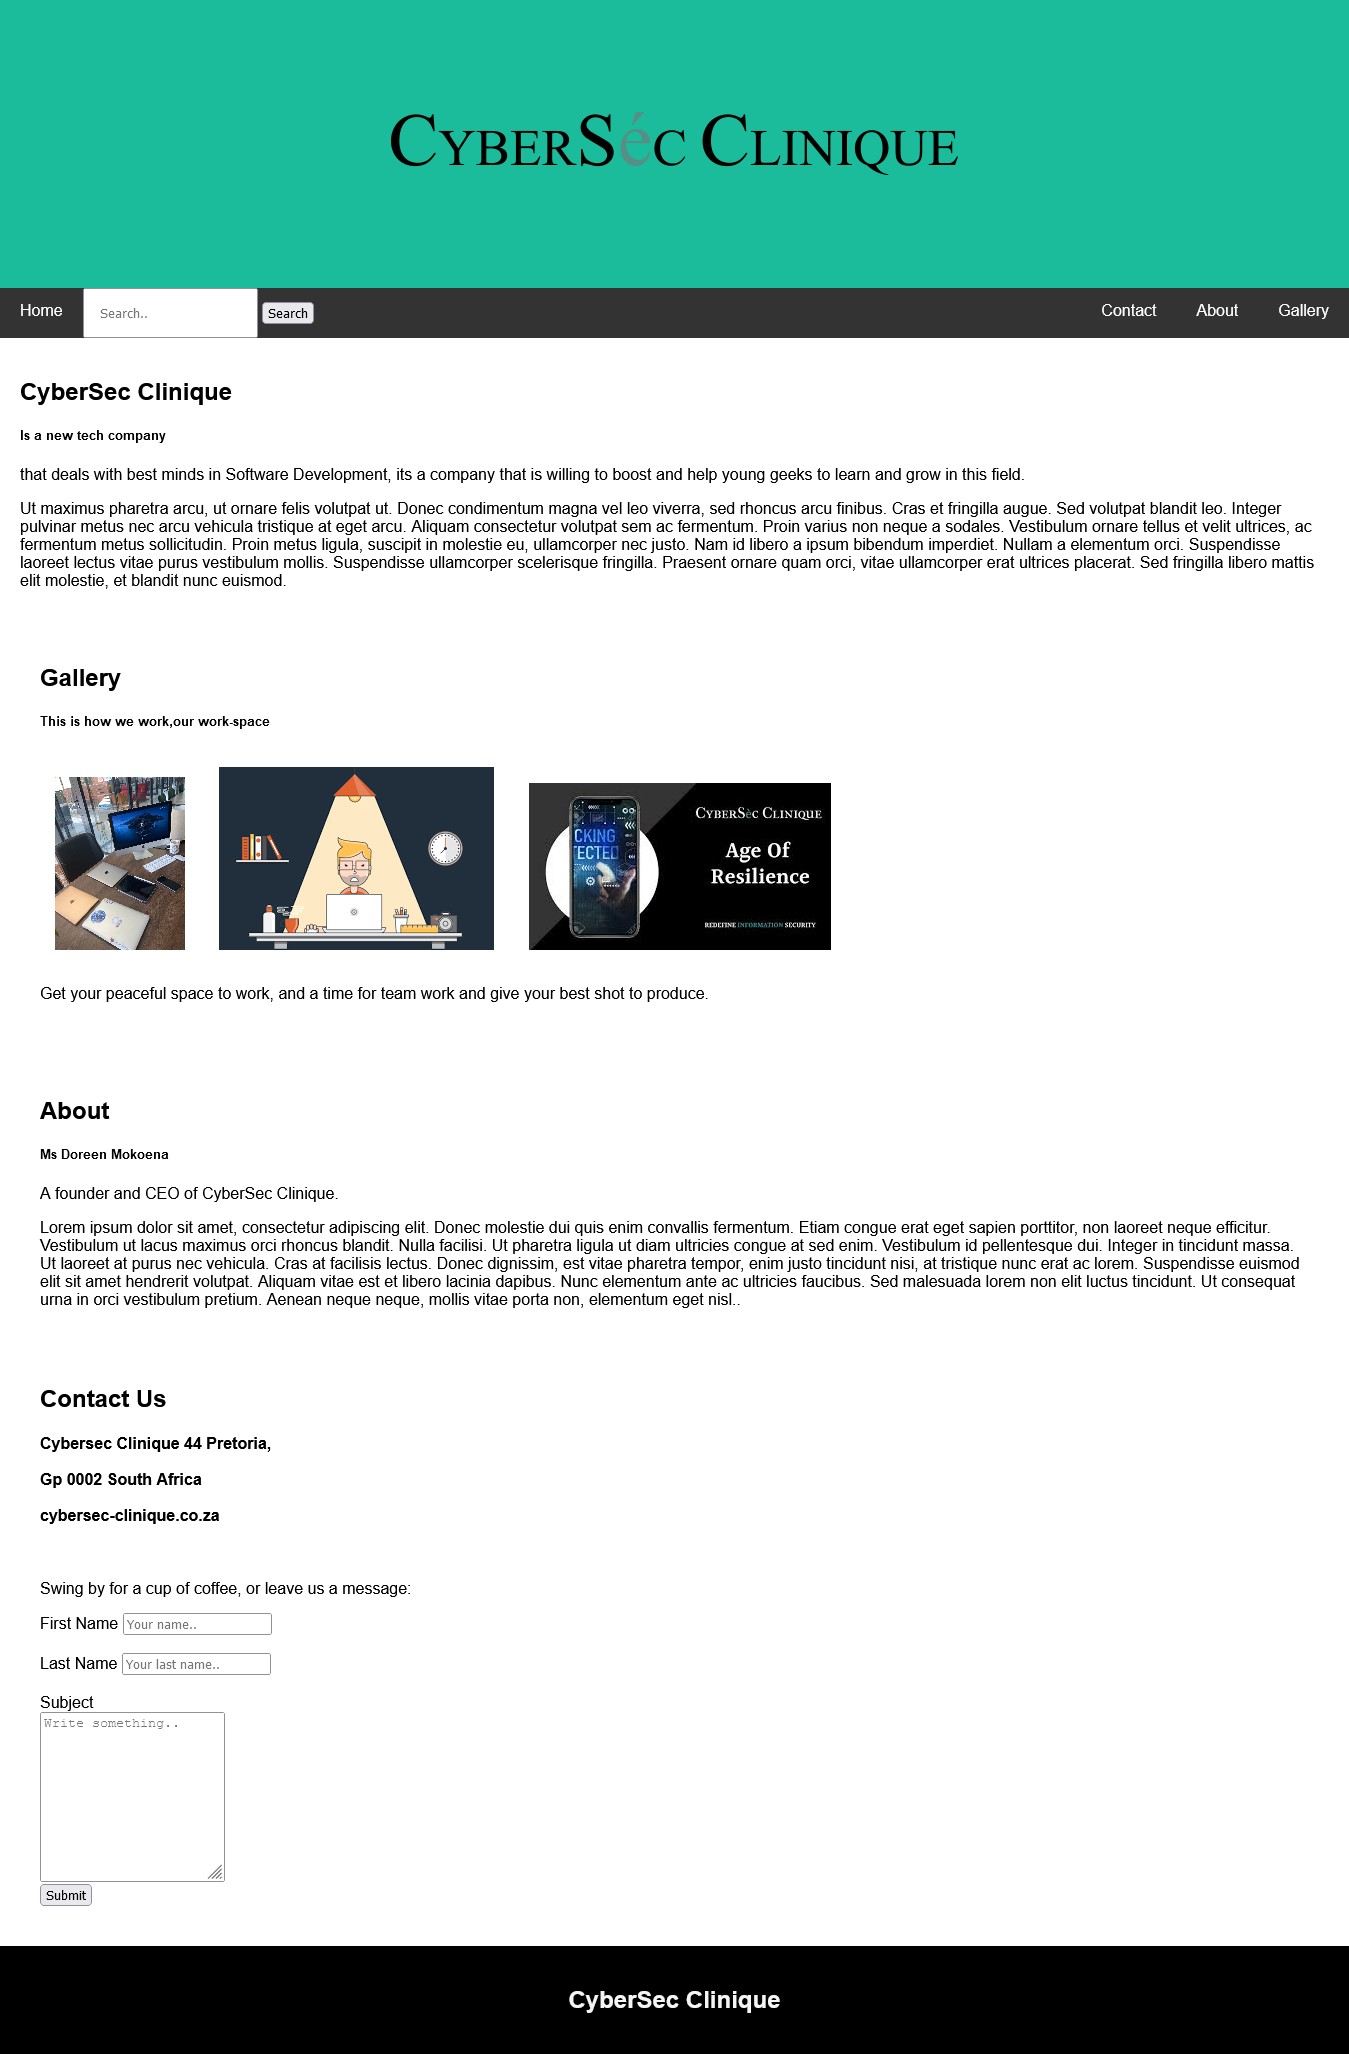 CyberSéc Clinique
Home Search.. Search Contact About Gallery
CyberSec Clinique
Is a new tech company
that deals with best minds in Software Development, its a company that is willing to boost and help young geeks to learn and grow in this field.
Ut maximus pharetra arcu, ut ornare felis volutpat ut. Donec condimentum magna vel leo viverra, sed rhoncus arcu finibus. Cras et fringilla augue. Sed volutpat blandit leo. Integer
pulvinar metus nec arcu vehicula tristique at eget arcu. Aliquam consectetur volutpat sem ac fermentum. Proin varius non neque a sodales. Vestibulum ornare tellus et velit ultrices, ac
fermentum metus sollicitudin. Proin metus ligula, suscipit in molestie eu, ullamcorper nec justo. Nam id libero a ipsum bibendum imperdiet. Nullam a elementum orci. Suspendisse
laoreet lectus vitae purus vestibulum mollis. Suspendisse ullamcorper scelerisque fringilla. Praesent ornare quam orci, vitae ullamcorper erat ultrices placerat. Sed fringilla libero mattis
elit molestie, et blandit nunc euismod.
Gallery
This is how we work,our work-space
CyberSèc Clinique
CKING
TECTED
Age Of
Resilience
REDEFINE INFORMATION SECURITY
Get your peaceful space to work, and a time for team work and give your best shot to produce.
About
Ms Doreen Mokoena
A founder and CEO of CyberSec Clinique.
Lorem ipsum dolor sit amet, consectetur adipiscing elit. Donec molestie dui quis enim convallis fermentum. Etiam congue erat eget sapien porttitor, non laoreet neque efficitur.
Vestibulum ut lacus maximus orci rhoncus blandit. Nulla facilisi. Ut pharetra ligula ut diam ultricies congue at sed enim. Vestibulum id pellentesque dui. Integer in tincidunt massa.
Ut laoreet at purus nec vehicula. Cras at facilisis lectus. Donec dignissim, est vitae pharetra tempor, enim justo tincidunt nisi, at tristique nunc erat ac lorem. Suspendisse euismod
elit sit amet hendrerit volutpat. Aliquam vitae est et libero lacinia dapibus. Nunc elementum ante ac ultricies faucibus. Sed malesuada lorem non elit luctus tincidunt. Ut consequat
urna in orci vestibulum pretium. Aenean neque neque, mollis vitae porta non, elementum eget nisl..
Contact Us
Cybersec Clinique 44 Pretoria,
Gp 0002 South Africa
cybersec-clinique.co.za
Swing by for a cup of coffee, or leave us a message:
First Name Your name..
Last Name Your last name..
Subject
Write something..
Submit
CyberSec Clinique